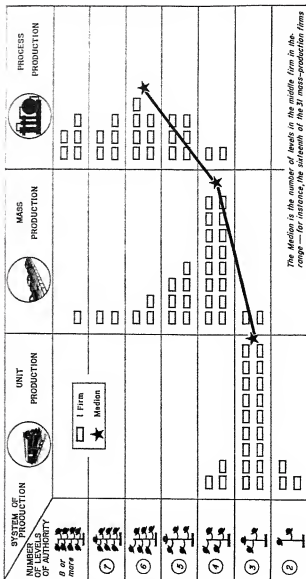 SYSTEM OF
PRODUCTION
NUMBER
OF LEVELS
OF AUTHORITY
UNIT
PRODUCTION
MASS
PRODUCTION
PROCESS
PRODUCTION
8 or
more
7
6
5
4
3
2
1 Firm
Median
The Median is the number of levels in the middle firm in the
range — for instance, the sixteenth of the 31 mass-production firms